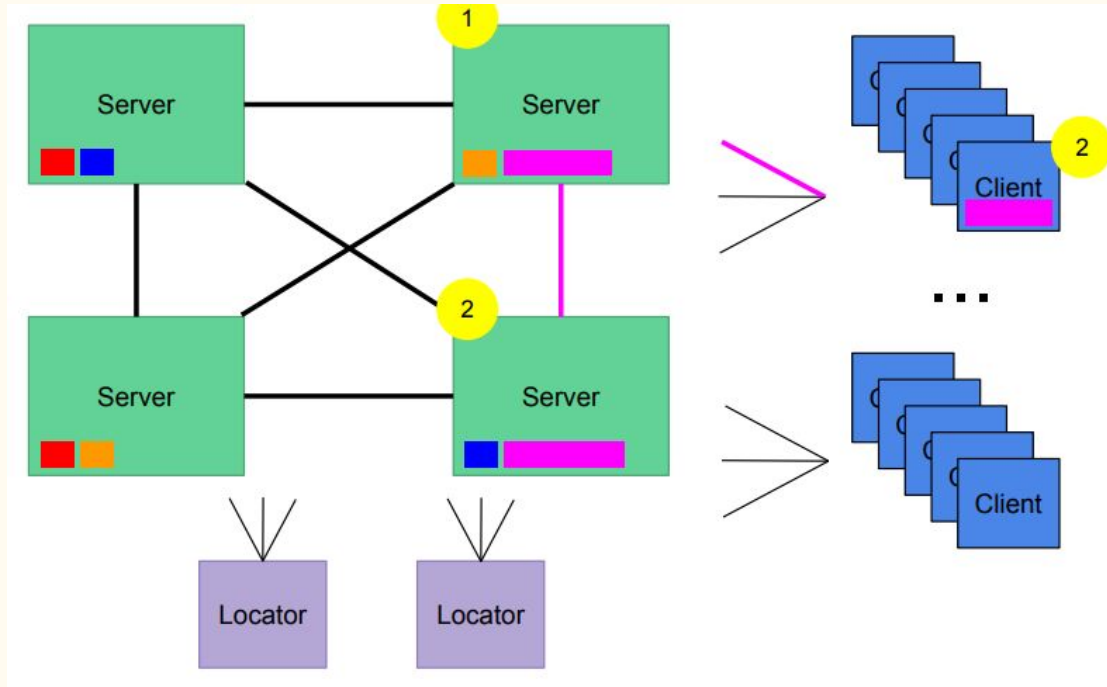 1
Server
Server
2
Client
2
...
Server
Server
Client
Locator
Locator